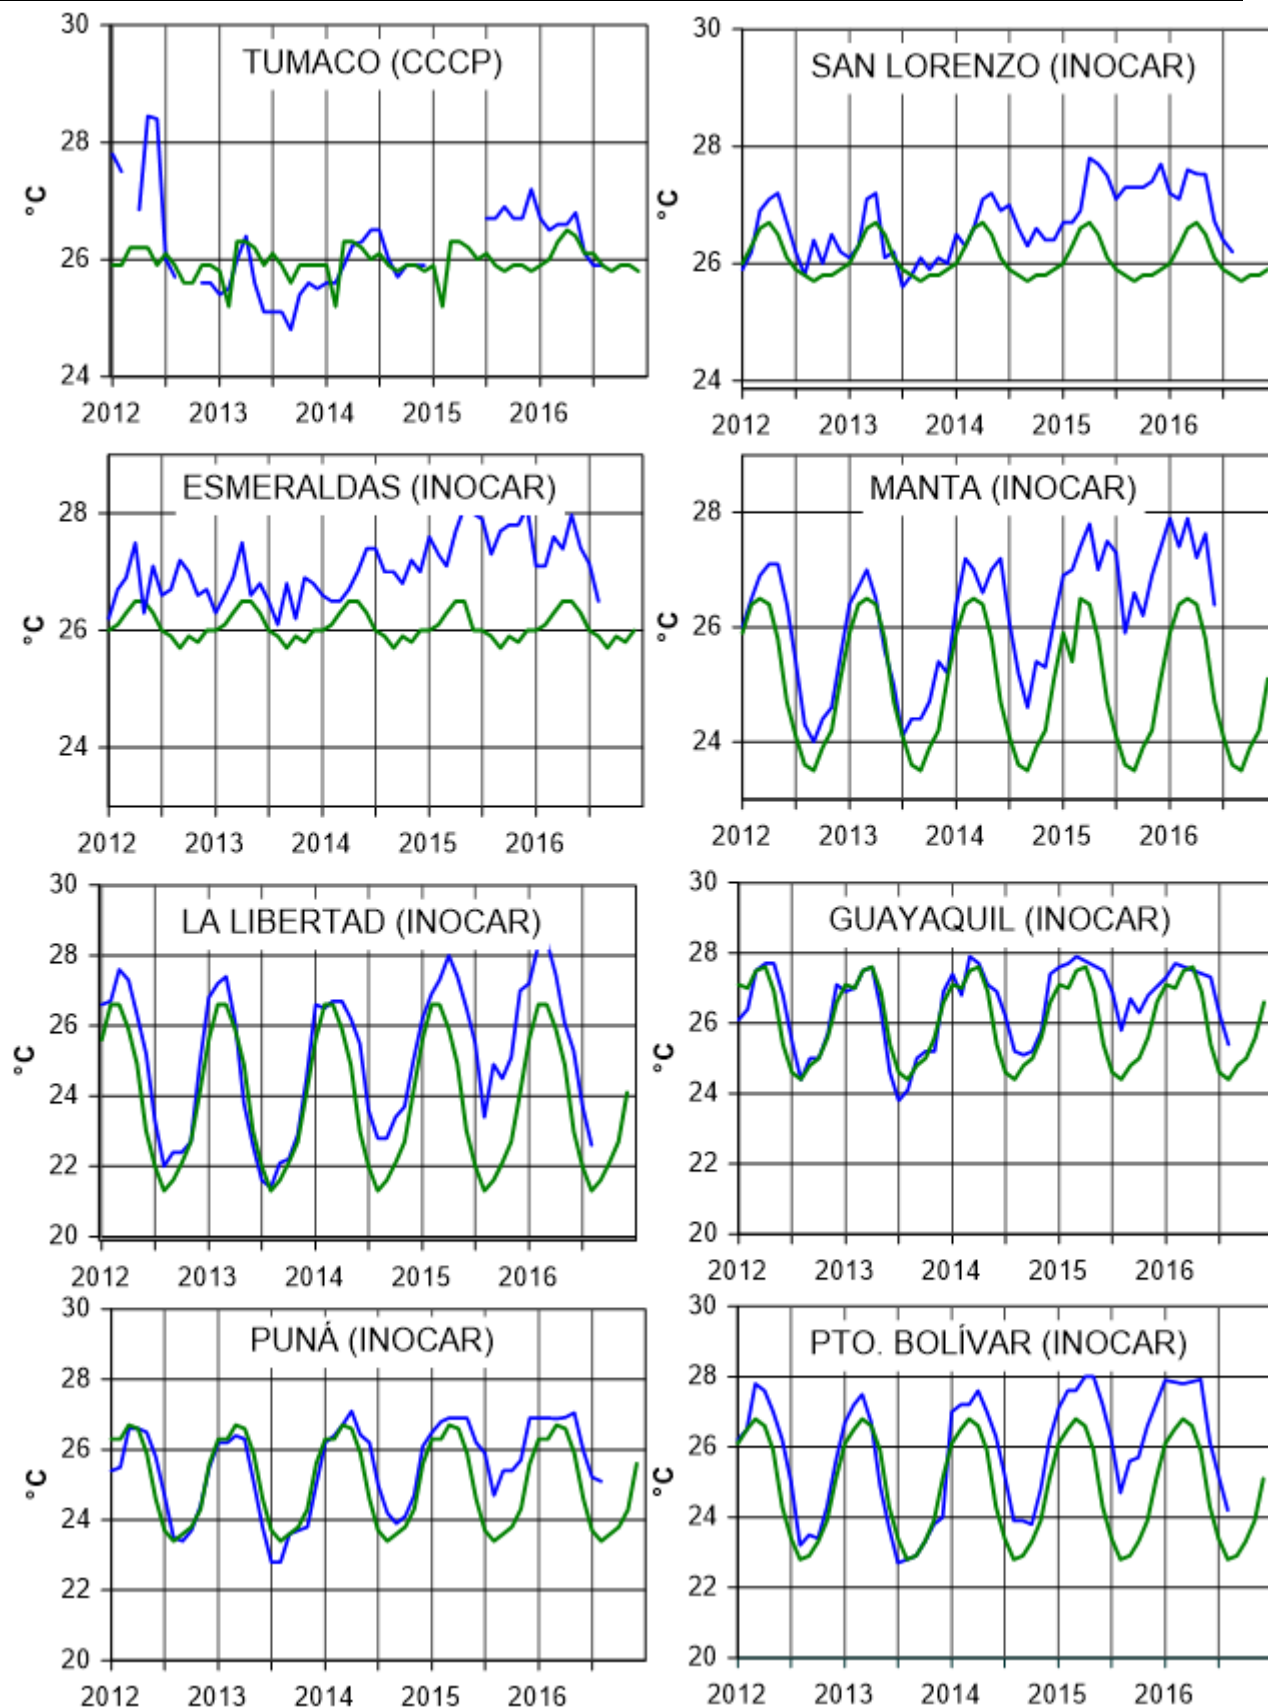 TUMACO (CCCP)
30
28
26
24
°C
2012 2013 2014 2015 2016
SAN LORENZO (INOCAR)
30
28
26
24
°C
2012 2013 2014 2015 2016
ESMERALDAS (INOCAR)
28
26
24
°C
2012 2013 2014 2015 2016
MANTA (INOCAR)
28
26
24
°C
2012 2013 2014 2015 2016
LA LIBERTAD (INOCAR)
30
28
26
24
22
20
°C
2012 2013 2014 2015 2016
GUAYAQUIL (INOCAR)
30
28
26
24
22
20
°C
2012 2013 2014 2015 2016
PUNÁ (INOCAR)
30
28
26
24
22
20
°C
2012 2013 2014 2015 2016
PTO. BOLÍVAR (INOCAR)
30
28
26
24
22
20
°C
2012 2013 2014 2015 2016